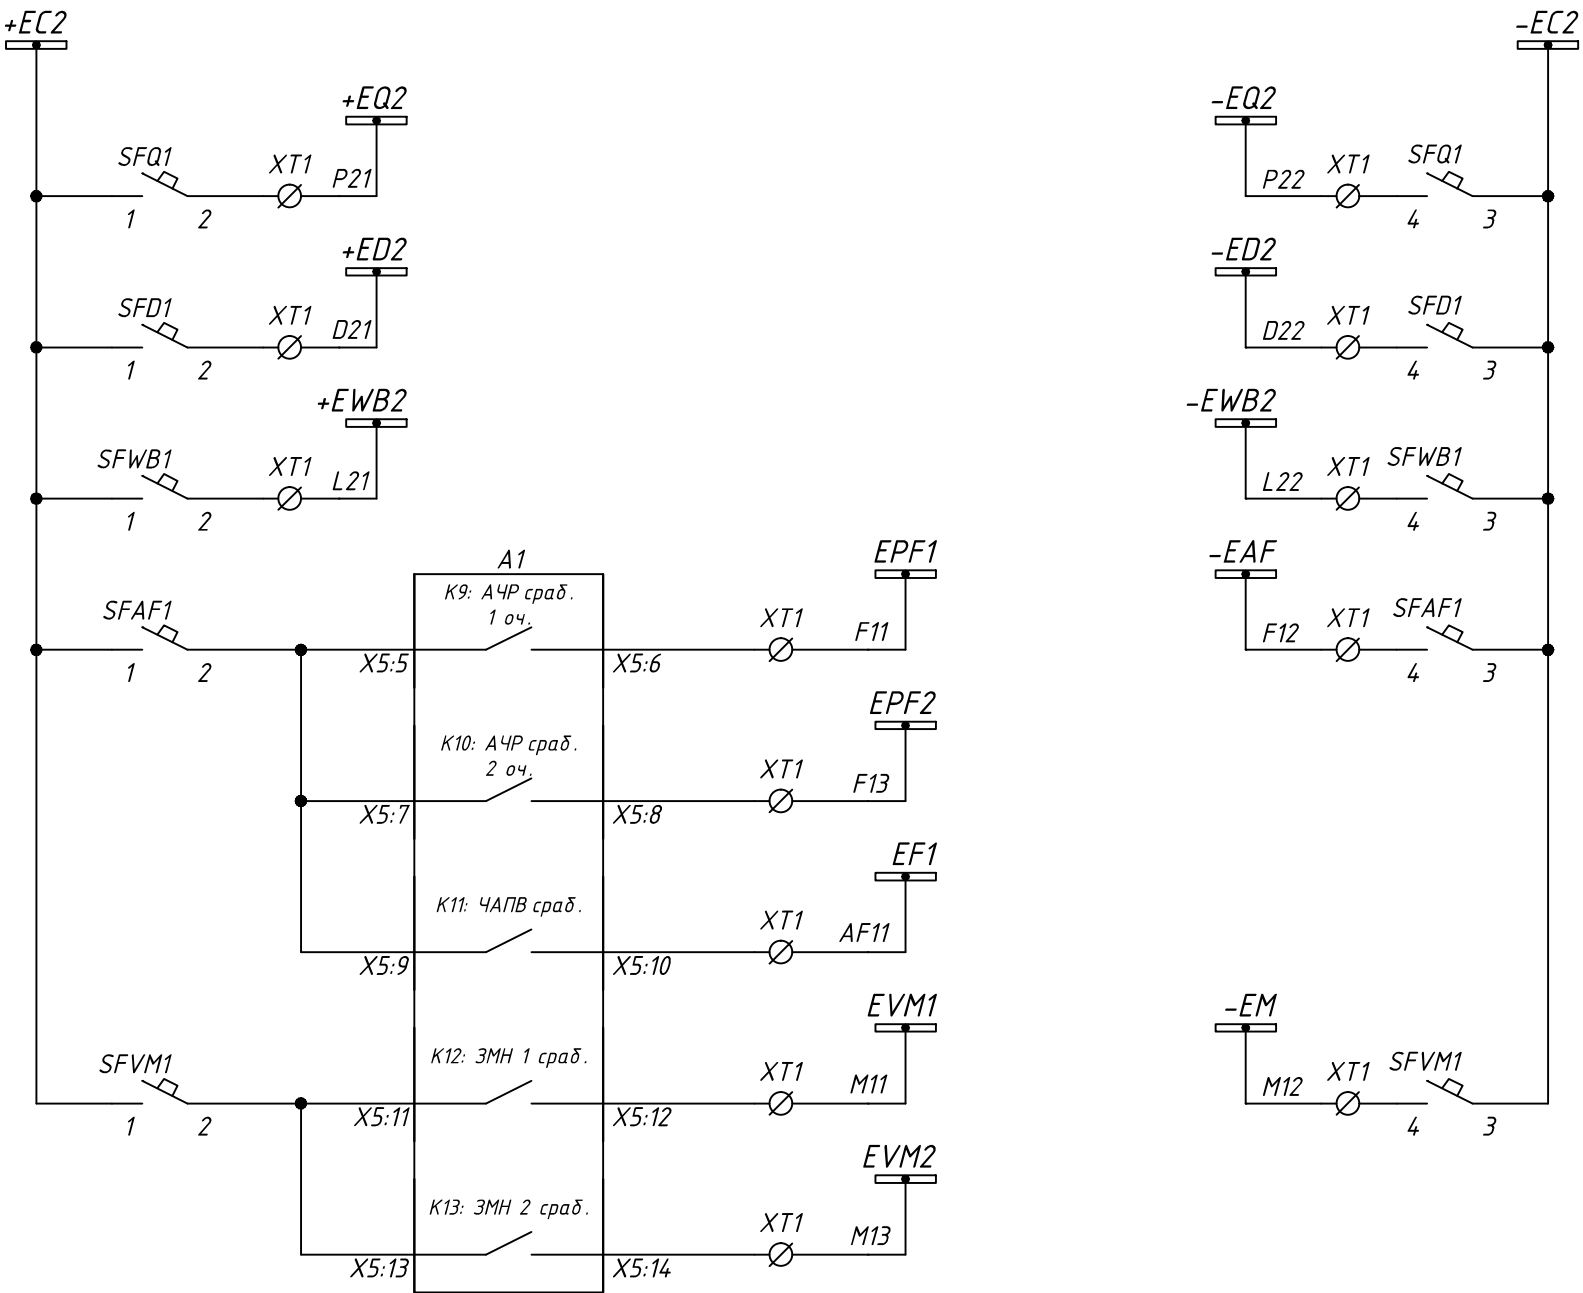 +EC2
-EC2
+EQ2
-EQ2
SFQ1
XT1
P21
P22
XT1
SFQ1
1
2
4
3
+ED2
-ED2
SFD1
XT1
D21
D22
XT1
SFD1
1
2
4
3
+EWB2
-EWB2
SFWB1
XT1
L21
L22
XT1
SFWB1
1
2
4
3
A1
EPF1
-EAF
SFAF1
К9: АЧР сраб.
1 оч.
XT1
F11
F12
XT1
SFAF1
1
2
X5:5
X5:6
4
3
EPF2
К10: АЧР сраб.
2 оч.
XT1
F13
X5:7
X5:8
EF1
К11: ЧАПВ сраб.
XT1
AF11
X5:9
X5:10
EVM1
-EM
SFVM1
К12: ЗМН 1 сраб.
XT1
M11
M12
XT1
SFVM1
1
2
X5:11
X5:12
4
3
EVM2
К13: ЗМН 2 сраб.
XT1
M13
X5:13
X5:14